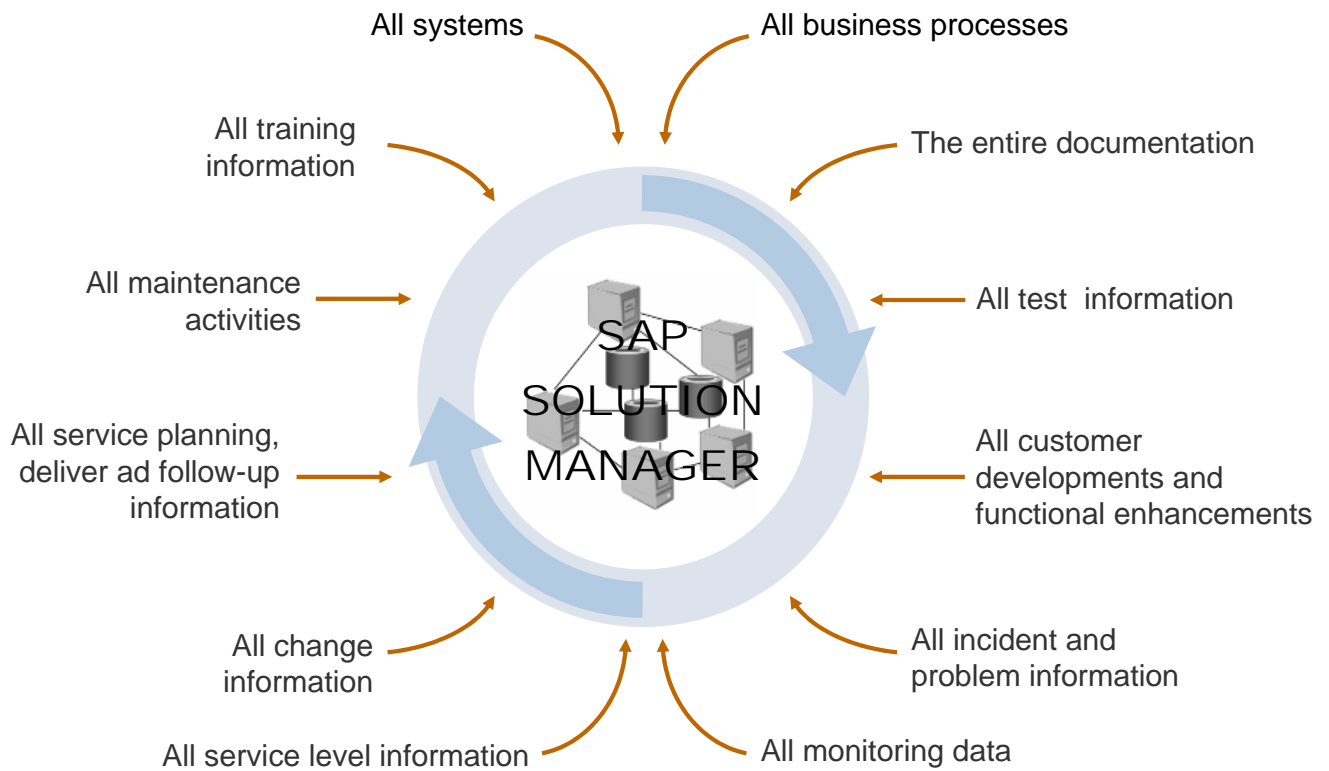 All systems
All business processes
All training
information
The entire documentation
All maintenance
activities
All test  information
SAP
SOLUTION
MANAGER
All service planning,
deliver ad follow-up
information
All customer
developments and
functional enhancements
All change
information
All incident and
problem information
All service level information
All monitoring data